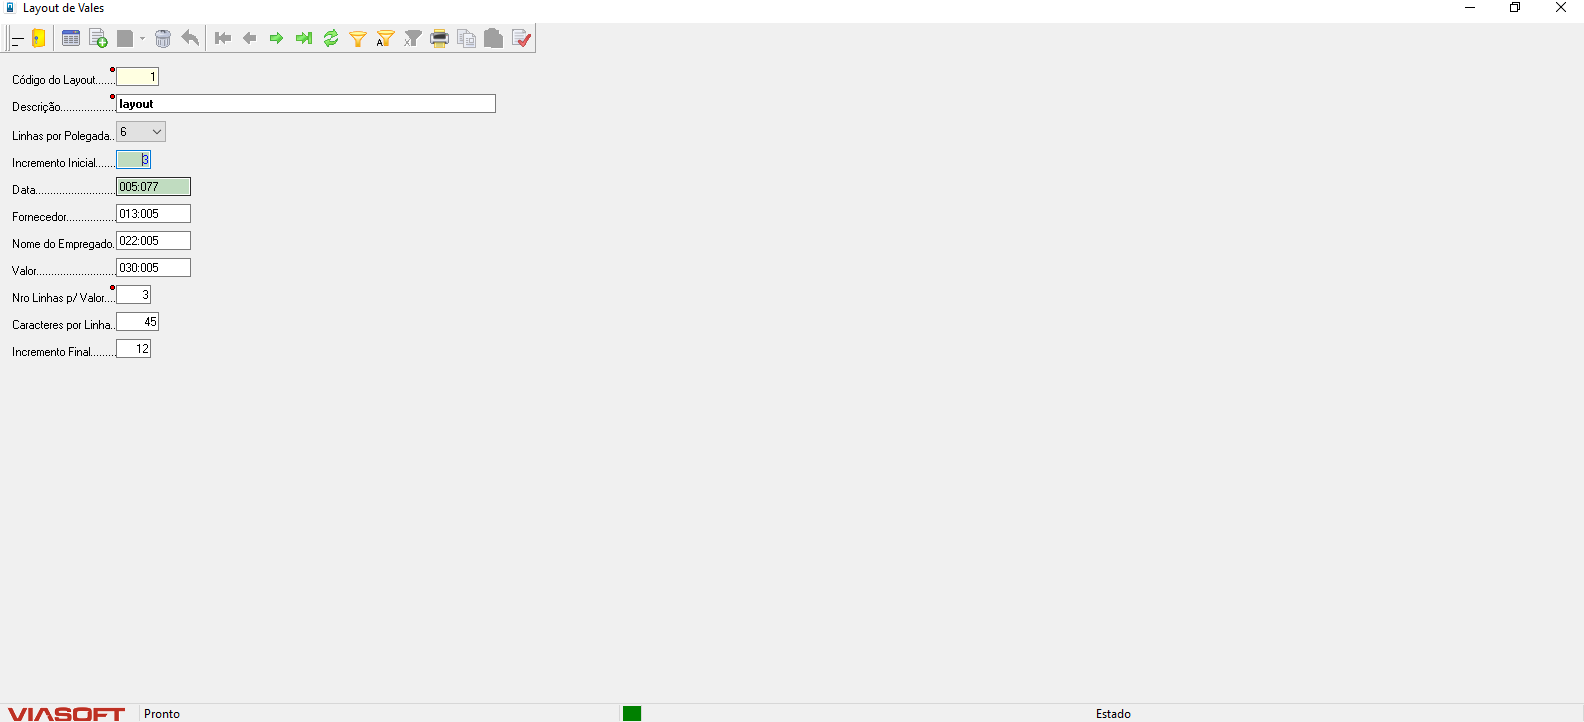 Layout de Vales
Código do Layout...... 1
Descrição.................. layout
Linhas por Polegada.. 6
Incremento Inicial...... 3
Data.......................... 005:077
Fornecedor................ 013:005
Nome do Empregado. 022:005
Valor.......................... 030:005
Nro Linhas p/ Valor.... 3
Caracteres por Linha.. 45
Incremento Final........ 12
VIASOFT Pronto Estado